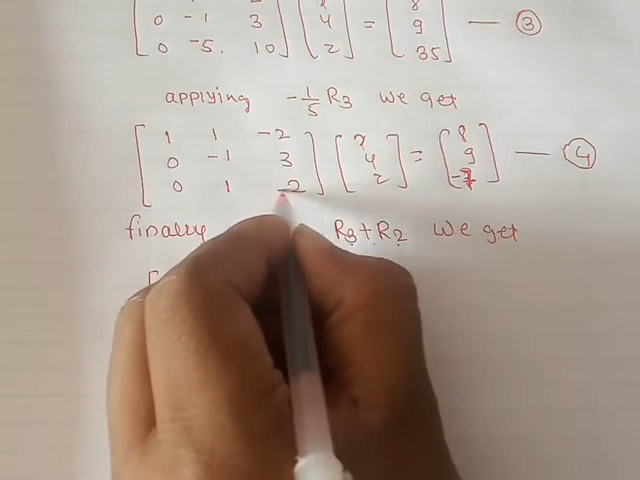 0 -1 3 4 = 9 — 3
0 -5. 10 z 35
applying -1/5 R3 we get
1 1 -2 x 8
0 -1 3 y = 9 — 4
0 1 -2 z -7
finally R3+R2 we get
[